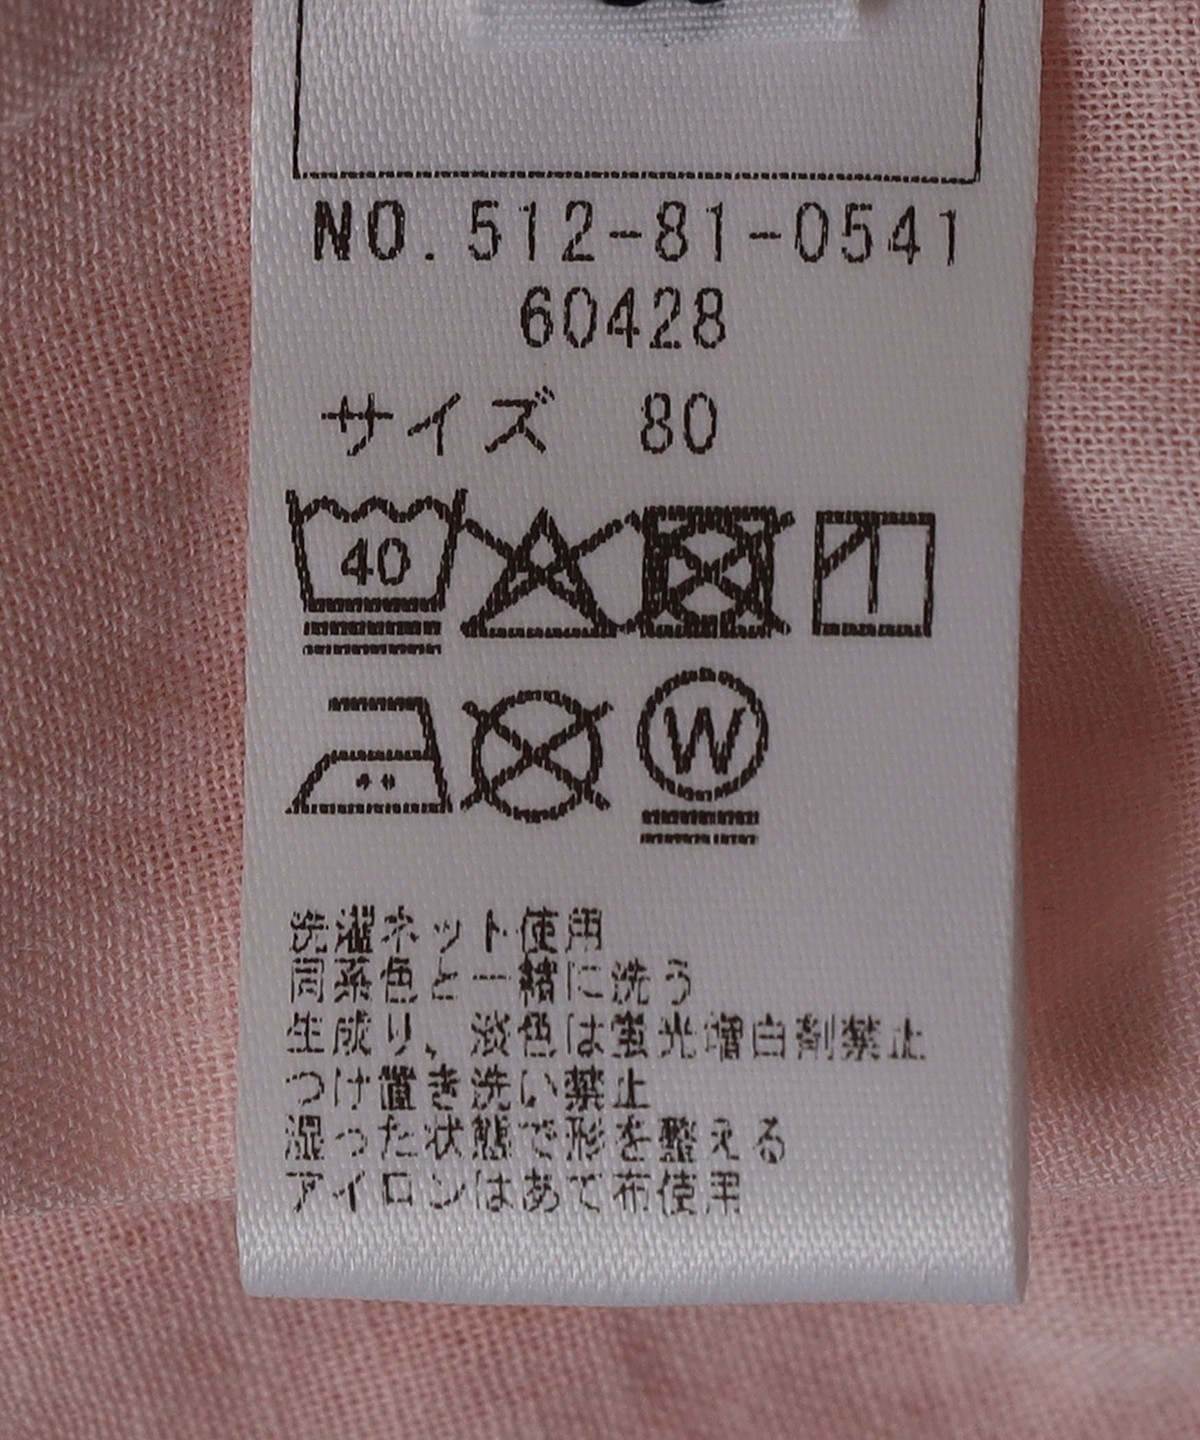 NO.512-81-0541
60428
サイズ 80
40
W
洗濯ネット使用
同系色と一緒に洗う
生成り、淡色は蛍光増白剤禁止
つけ置き洗い禁止
湿った状態で形を整える
アイロンはあて布使用